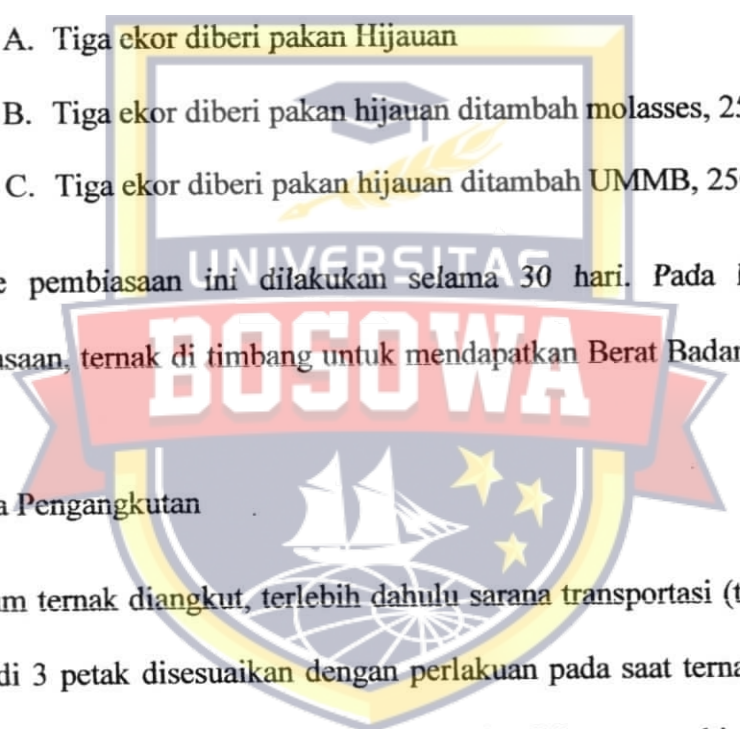 A. Tiga ekor diberi pakan Hijauan
B. Tiga ekor diberi pakan hijauan ditambah molasses, 25
C. Tiga ekor diberi pakan hijauan ditambah UMMB, 25
e pembiasaan ini dilakukan selama 30 hari. Pada
asaan, ternak di timbang untuk mendapatkan Berat Badan
a Pengangkutan
m ternak diangkut, terlebih dahulu sarana transportasi (t
di 3 petak disesuaikan dengan perlakuan pada saat terna
UNIVERSITAS
BOSOWA